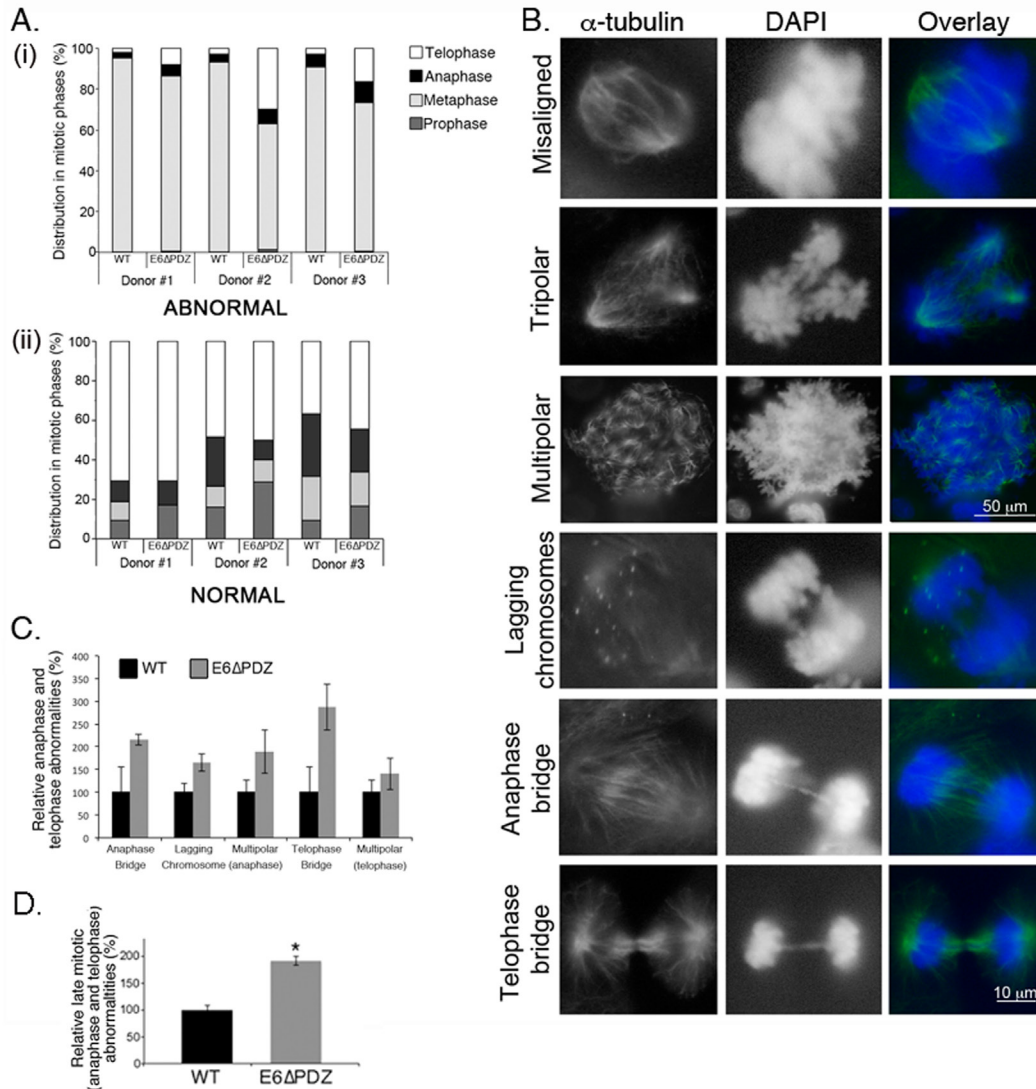 A.
(i)
Distribution in mitotic phases (%)
100
80
60
40
20
0
Telophase
Anaphase
Metaphase
Prophase
WT E6ΔPDZ WT E6ΔPDZ WT E6ΔPDZ
Donor #1 Donor #2 Donor #3
ABNORMAL
(ii)
Distribution in mitotic phases (%)
100
80
60
40
20
0
WT E6ΔPDZ WT E6ΔPDZ WT E6ΔPDZ
Donor #1 Donor #2 Donor #3
NORMAL
C.
Relative anaphase and
telophase abnormalities (%)
400
350
300
250
200
150
100
50
0
WT E6ΔPDZ
Anaphase Lagging Multipolar Telophase Multipolar
Bridge Chromosome (anaphase) Bridge (telophase)
D.
Relative late mitotic
(anaphase and telophase)
abnormaltities (%)
200
150
100
50
0
*
WT E6ΔPDZ
B.
α-tubulin DAPI Overlay
Misaligned
Tripolar
Multipolar
50 µm
Lagging
chromosomes
Anaphase
bridge
Telophase
bridge
10 µm